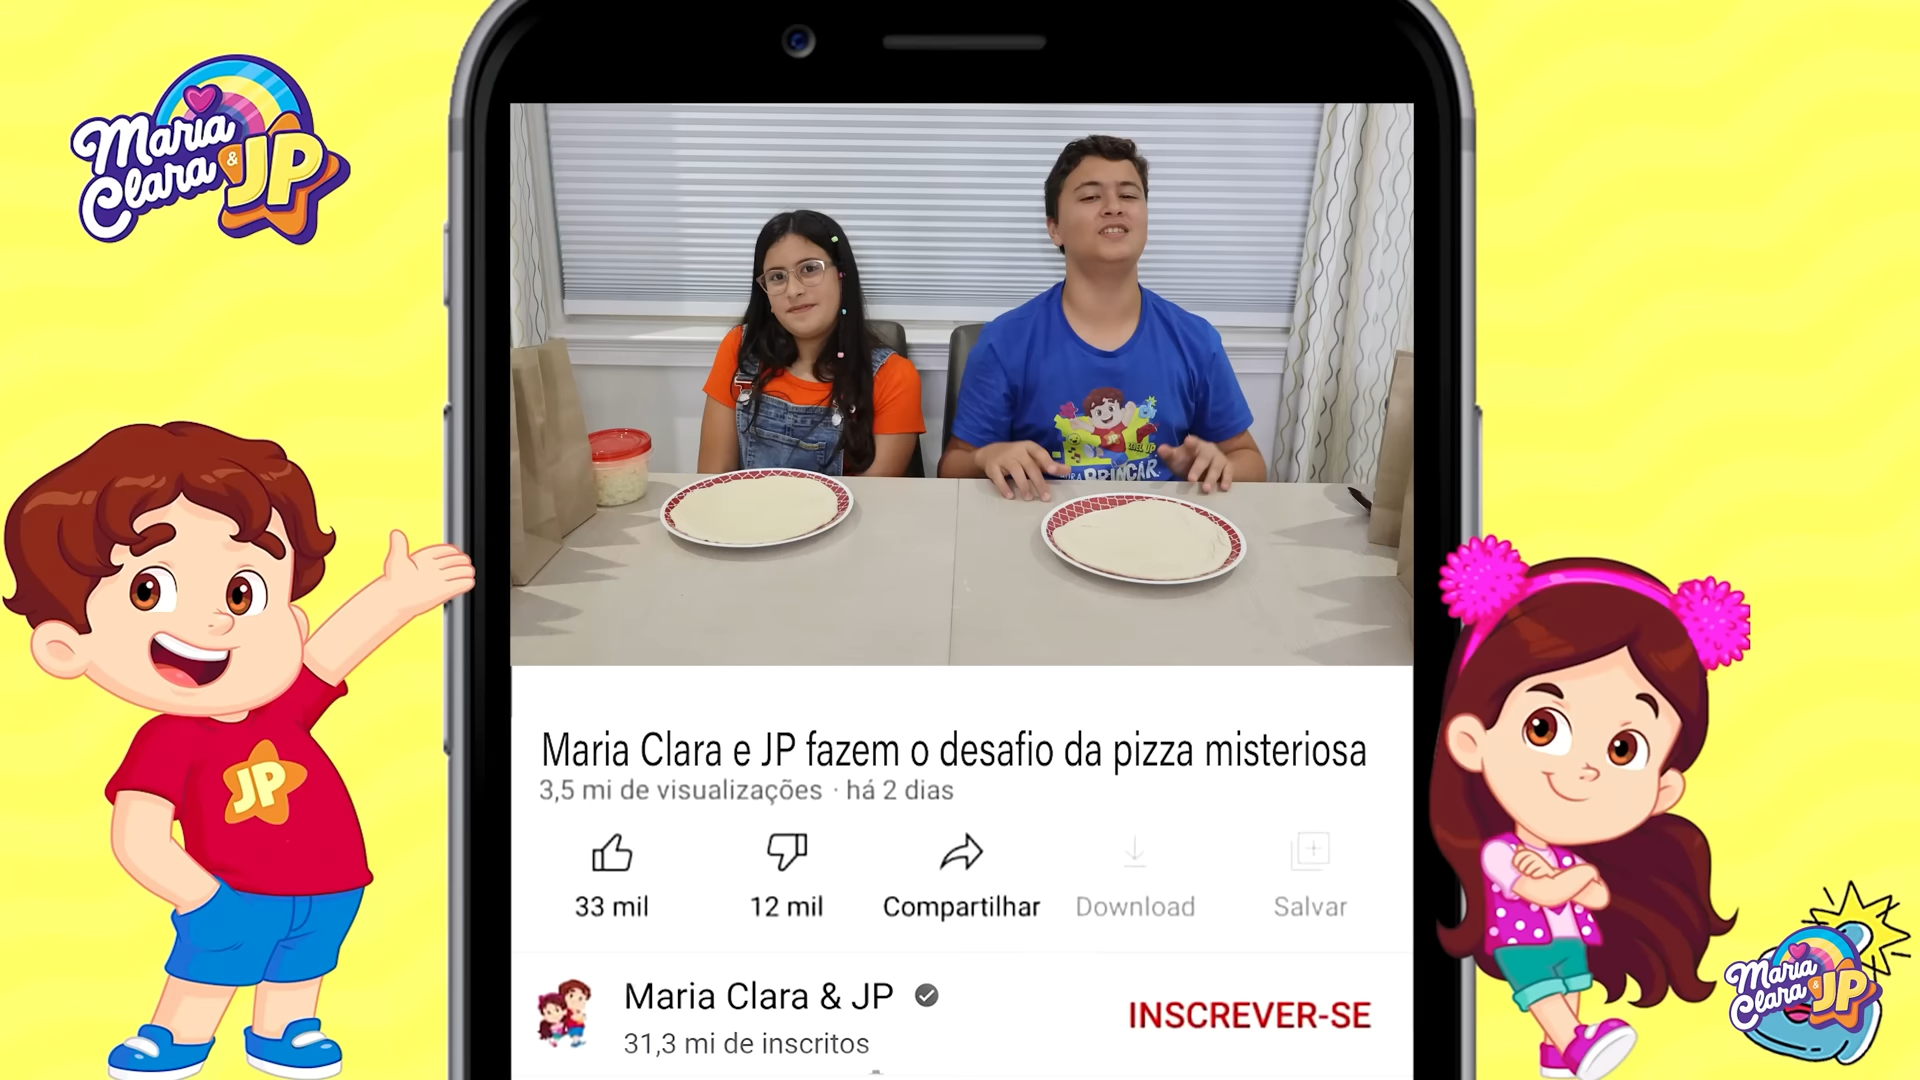 Maria
Clara & JP
BRINCAR
JP
Maria Clara e JP fazem o desafio da pizza misteriosa
3,5 mi de visualizações · há 2 dias
33 mil
12 mil
Compartilhar
Download
Salvar
Maria Clara & JP
INSCREVER-SE
31,3 mi de inscritos
Maria
Clara & JP